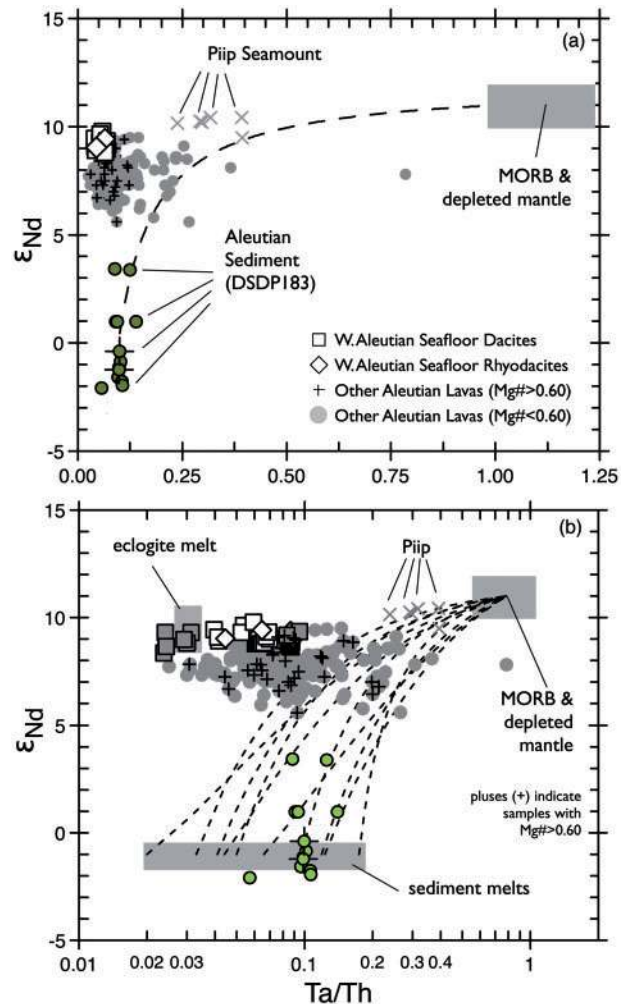 15
(a)
Piip Seamount
10
MORB &
depleted mantle
5
εNd
Aleutian
Sediment
(DSDP183)
0
W. Aleutian Seafloor Dacites
W. Aleutian Seafloor Rhyodacites
Other Aleutian Lavas (Mg#>0.60)
Other Aleutian Lavas (Mg#<0.60)
-5
0.00 0.25 0.50 0.75 1.00 1.25
15
(b)
eclogite melt
Piip
10
MORB &
depleted
mantle
5
εNd
pluses (+) indicate
samples with
Mg#>0.60
0
sediment melts
-5
0.01 0.02 0.03 0.1 0.2 0.3 0.4 1
Ta/Th